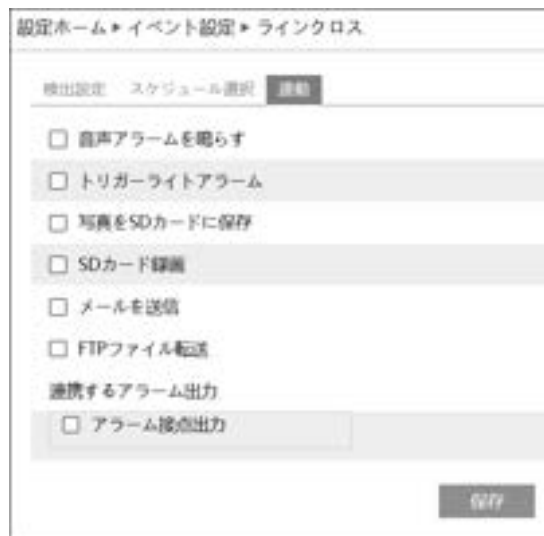 設定ホーム▶イベント設定▶ラインクロス
検出設定 スケジュール選択 連動
音声アラームを鳴らす
トリガーライトアラーム
写真をSDカードに保存
SDカード録画
メールを送信
FTPファイル転送
連携するアラーム出力
アラーム接点出力
保存